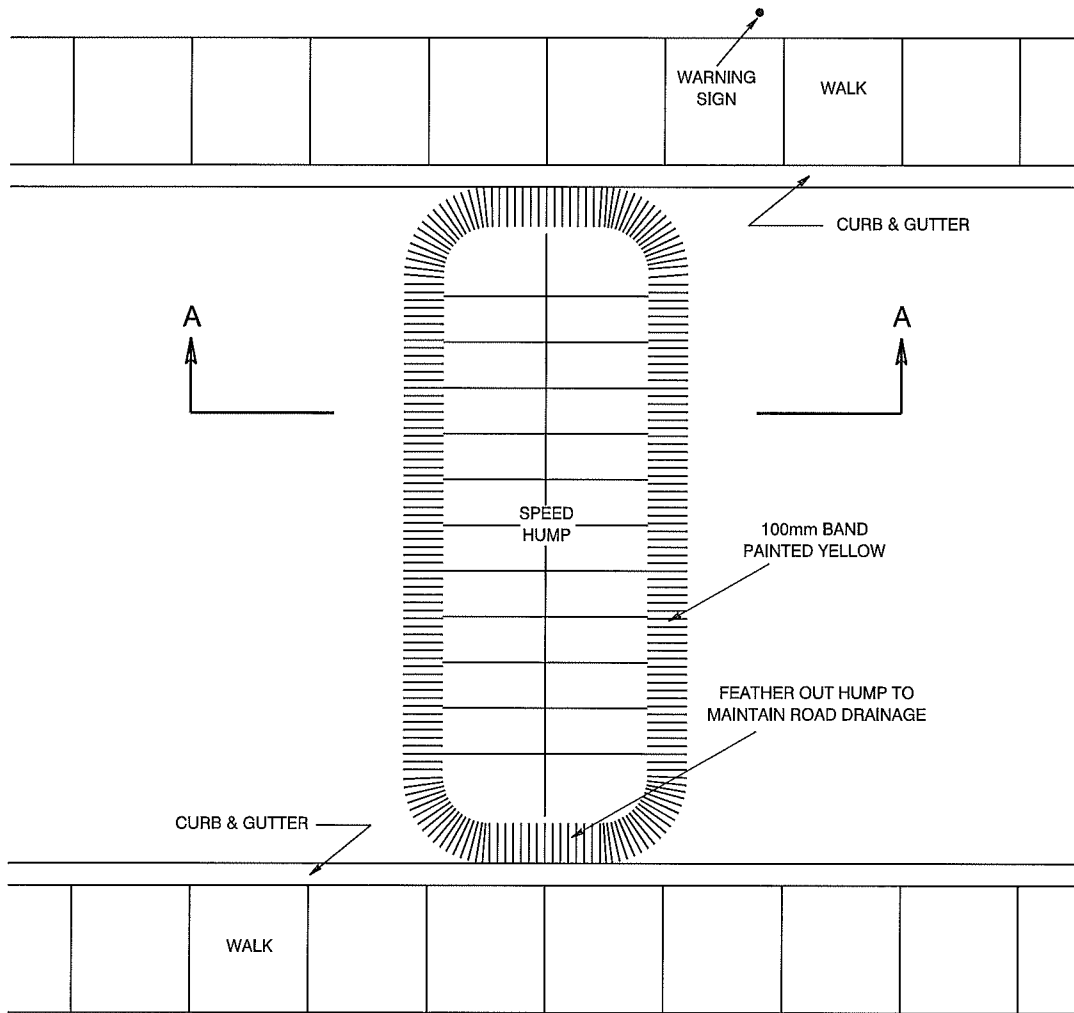 WARNING
SIGN
WALK
CURB & GUTTER
A
A
SPEED
HUMP
100mm BAND
PAINTED YELLOW
FEATHER OUT HUMP TO
MAINTAIN ROAD DRAINAGE
CURB & GUTTER
WALK